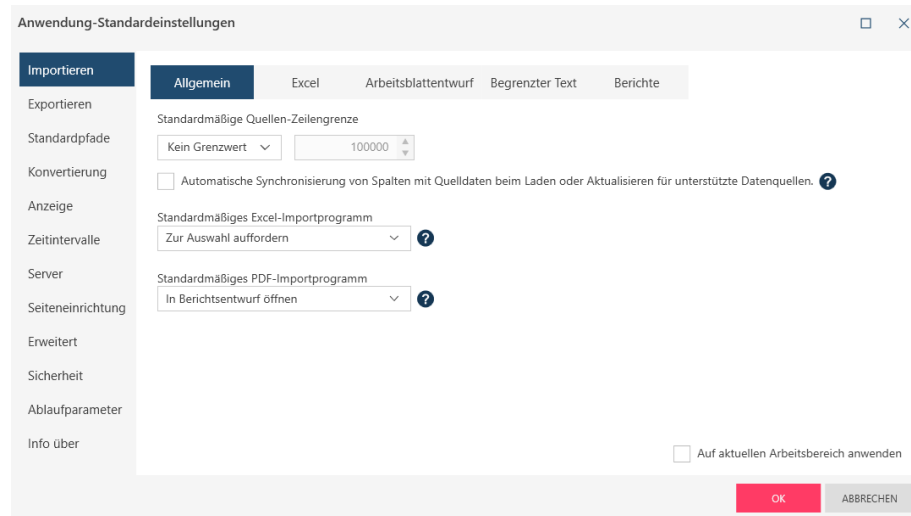 Anwendung-Standardeinstellungen
Importieren
Exportieren
Standardpfade
Konvertierung
Anzeige
Zeitintervalle
Server
Seiteneinrichtung
Erweitert
Sicherheit
Ablaufparameter
Info über
Allgemein Excel Arbeitsblattentwurf Begrenzter Text Berichte
Standardmäßige Quellen-Zeilengrenze
Kein Grenzwert 100000
Automatische Synchronisierung von Spalten mit Quelldaten beim Laden oder Aktualisieren für unterstützte Datenquellen. ?
Standardmäßiges Excel-Importprogramm
Zur Auswahl auffordern ?
Standardmäßiges PDF-Importprogramm
In Berichtsentwurf öffnen ?
Auf aktuellen Arbeitsbereich anwenden
OK ABBRECHEN